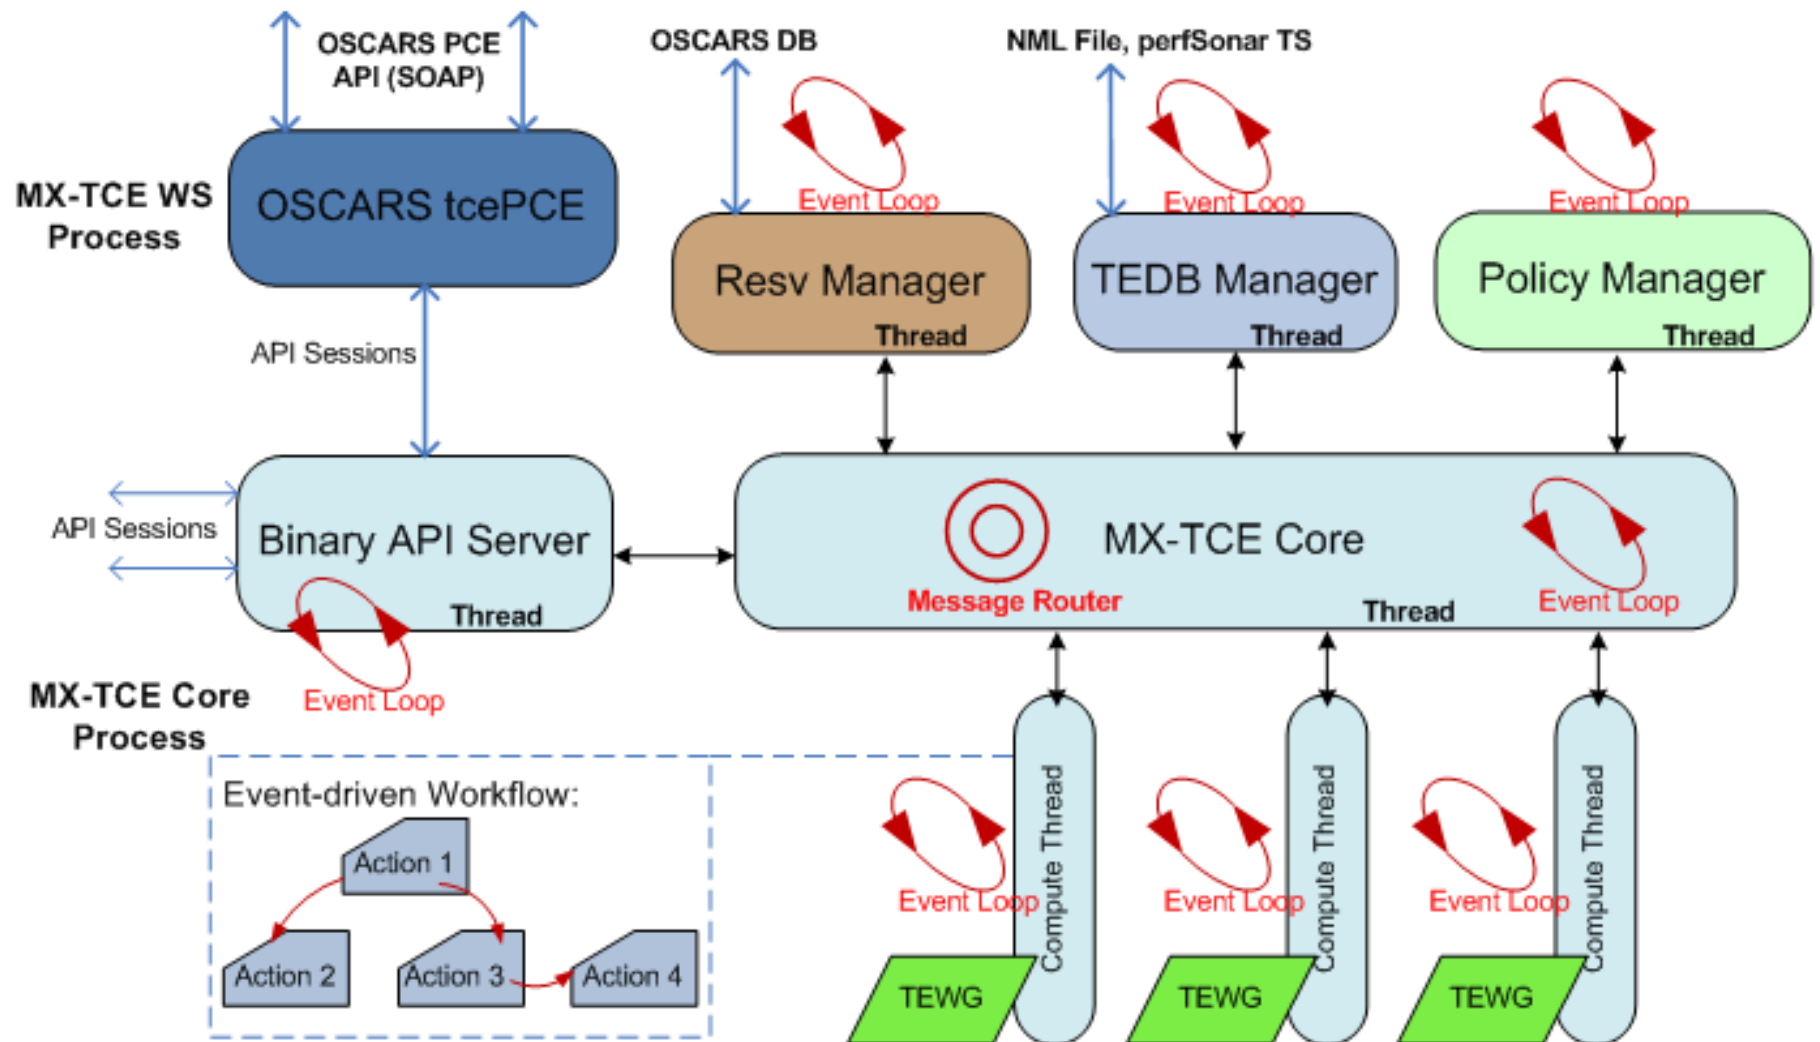 OSCARS PCE
API (SOAP)
OSCARS DB
NML File, perfSonar TS
MX-TCE WS
Process
OSCARS tcePCE
Event Loop
Event Loop
Event Loop
Resv Manager
Thread
TEDB Manager
Thread
Policy Manager
Thread
API Sessions
API Sessions
Binary API Server
Thread
Event Loop
MX-TCE Core
Message Router
Thread
Event Loop
MX-TCE Core
Process
Event-driven Workflow:
Action 1
Action 2
Action 3
Action 4
Event Loop
Compute Thread
TEWG
Event Loop
Compute Thread
TEWG
Event Loop
Compute Thread
TEWG